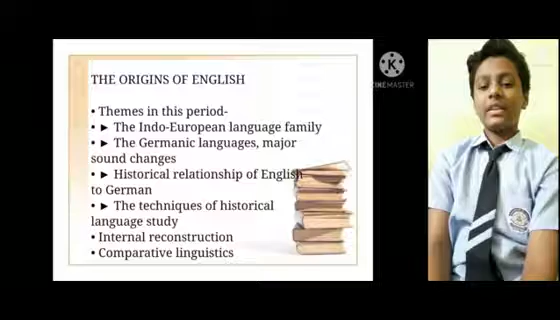 THE ORIGINS OF ENGLISH
• Themes in this period-
• ► The Indo-European language family
• ► The Germanic languages, major
sound changes
• ► Historical relationship of English
to German
• ► The techniques of historical
language study
• Internal reconstruction
• Comparative linguistics
K
KINEMASTER